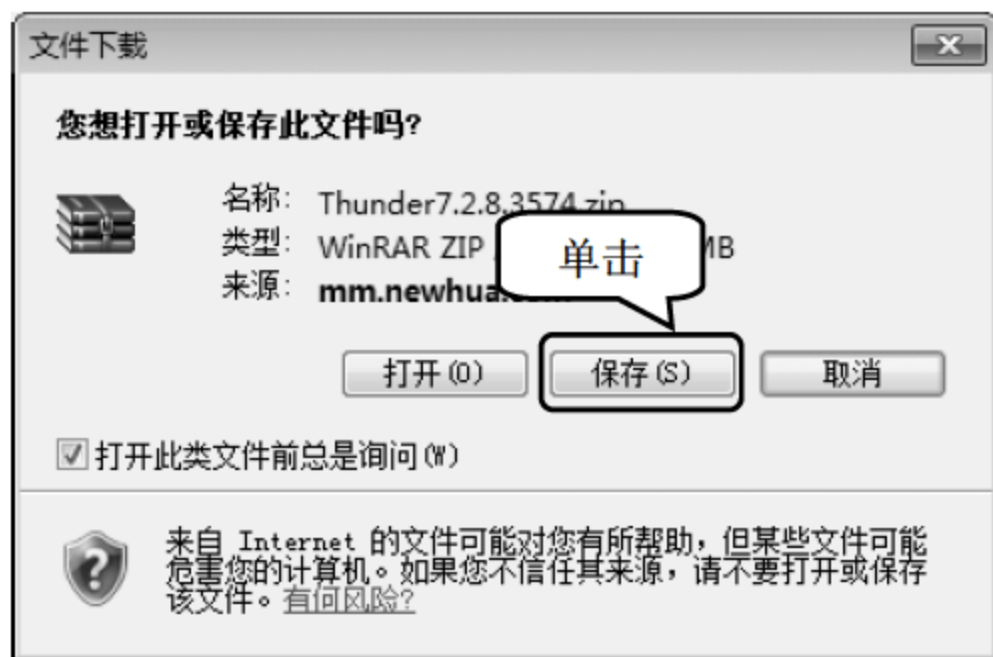 文件下载
您想打开或保存此文件吗?
名称: Thunder7.2.8.3574.zip
类型: WinRAR ZIP
来源: mm.newhua.com
单击
打开(O)
保存(S)
取消
打开此类文件前总是询问(W)
来自 Internet 的文件可能对您有所帮助，但某些文件可能
危害您的计算机。如果您不信任其来源，请不要打开或保存
该文件。有何风险?